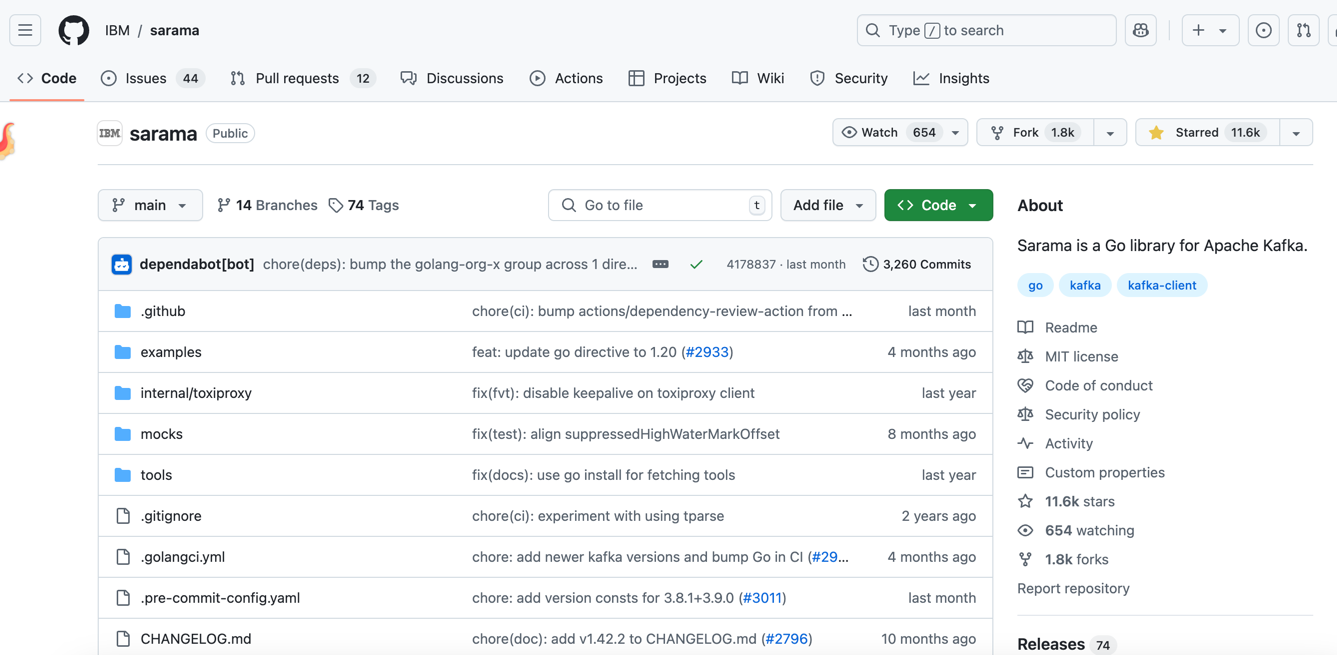 IBM / sarama
Type / to search
Code Issues 44 Pull requests 12 Discussions Actions Projects Wiki Security Insights
IBM sarama Public
Watch 654 Fork 1.8k Starred 11.6k
main 14 Branches 74 Tags Go to file t Add file Code
dependabot[bot] chore(deps): bump the golang-org-x group across 1 dire... 4178837 · last month 3,260 Commits
.github chore(ci): bump actions/dependency-review-action from ... last month
examples feat: update go directive to 1.20 (#2933) 4 months ago
internal/toxiproxy fix(fvt): disable keepalive on toxiproxy client last year
mocks fix(test): align suppressedHighWaterMarkOffset 8 months ago
tools fix(docs): use go install for fetching tools last year
.gitignore chore(ci): experiment with using tparse 2 years ago
.golangci.yml chore: add newer kafka versions and bump Go in CI (#29... 4 months ago
.pre-commit-config.yaml chore: add version consts for 3.8.1+3.9.0 (#3011) last month
CHANGELOG.md chore(doc): add v1.42.2 to CHANGELOG.md (#2796) 10 months ago
About
Sarama is a Go library for Apache Kafka.
go kafka kafka-client
Readme
MIT license
Code of conduct
Security policy
Activity
Custom properties
11.6k stars
654 watching
1.8k forks
Report repository
Releases 74